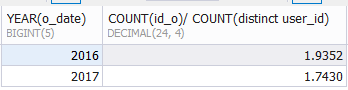 YEAR(o_date) COUNT(id_o)/ COUNT(distinct user_id)
BIGINT(5) DECIMAL(24, 4)
2016 1.9352
2017 1.7430